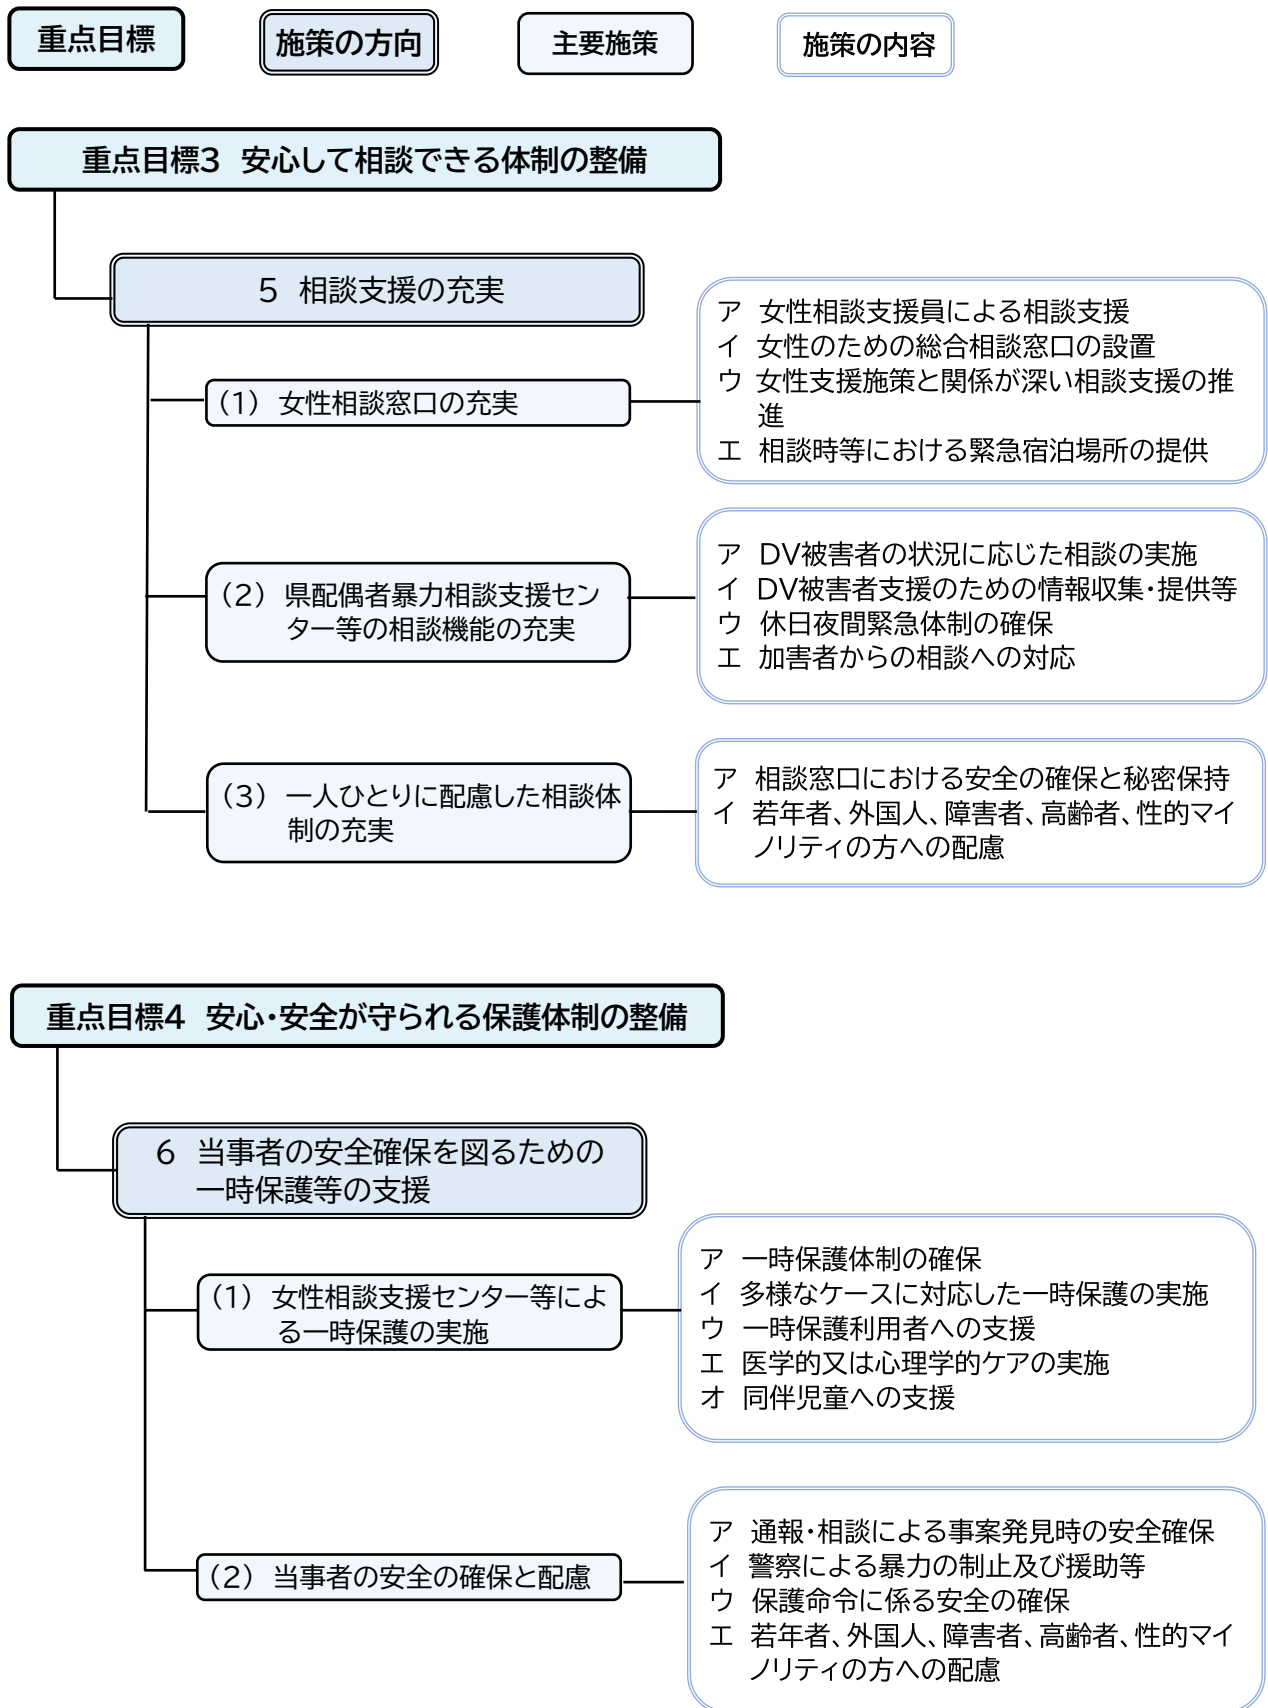 重点目標
施策の方向
主要施策
施策の内容
重点目標３　安心して相談できる体制の整備
５　相談支援の充実
（１）　女性相談窓口の充実
ア　女性相談支援員による相談支援
イ　女性のための総合相談窓口の設置
ウ　女性支援施策と関係が深い相談支援の推
進
エ　相談時等における緊急宿泊場所の提供
（２）　県配偶者暴力相談支援セン
ター等の相談機能の充実
ア　DV被害者の状況に応じた相談の実施
イ　DV被害者支援のための情報収集・提供等
ウ　休日夜間緊急体制の確保
エ　加害者からの相談への対応
（３）　一人ひとりに配慮した相談体
制の充実
ア　相談窓口における安全の確保と秘密保持
イ　若年者、外国人、障害者、高齢者、性的マイ
ノリティの方への配慮
重点目標４　安心・安全が守られる保護体制の整備
６　当事者の安全確保を図るための
一時保護等の支援
（１）　女性相談支援センター等によ
る一時保護の実施
ア　一時保護体制の確保
イ　多様なケースに対応した一時保護の実施
ウ　一時保護利用者への支援
エ　医学的又は心理学的ケアの実施
オ　同伴児童への支援
（２）　当事者の安全の確保と配慮
ア　通報・相談による事案発見時の安全確保
イ　警察による暴力の制止及び援助等
ウ　保護命令に係る安全の確保
エ　若年者、外国人、障害者、高齢者、性的マイ
ノリティの方への配慮